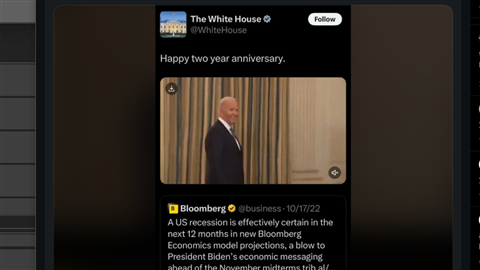 The White House
Follow
@WhiteHouse
Happy two year anniversary.
Bloomberg @business · 10/17/22
A US recession is effectively certain in the
next 12 months in new Bloomberg
Economics model projections, a blow to
President Biden's economic messaging
ahead of the November midterms trib.al/